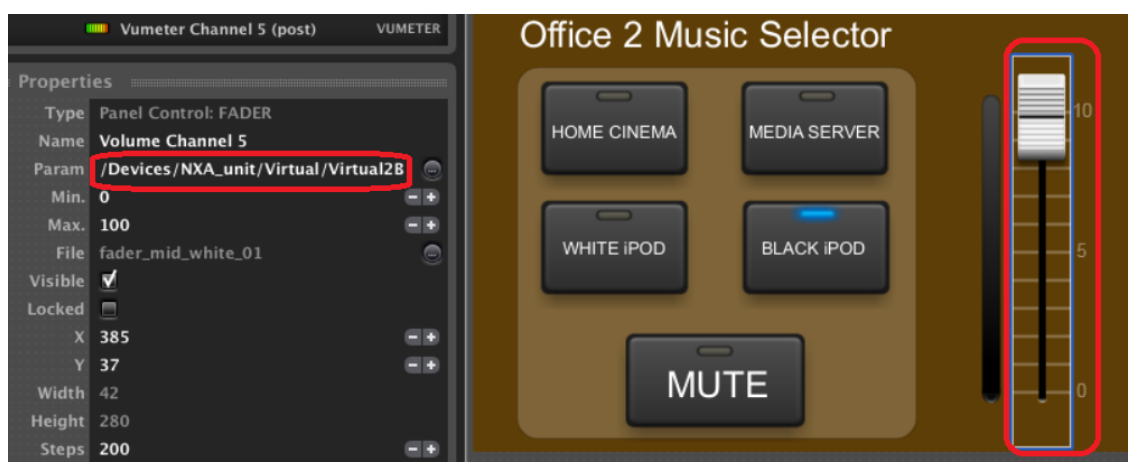 Vumeter Channel 5 (post) VUMETER
Properties
Type Panel Control: FADER
Name Volume Channel 5
Param /Devices/NXA_unit/Virtual/Virtual2B
Min. 0
Max. 100
File fader_mid_white_01
Visible
Locked
X 385
Y 37
Width 42
Height 280
Steps 200
Office 2 Music Selector
HOME CINEMA MEDIA SERVER
WHITE iPOD BLACK iPOD
MUTE
10
5
0